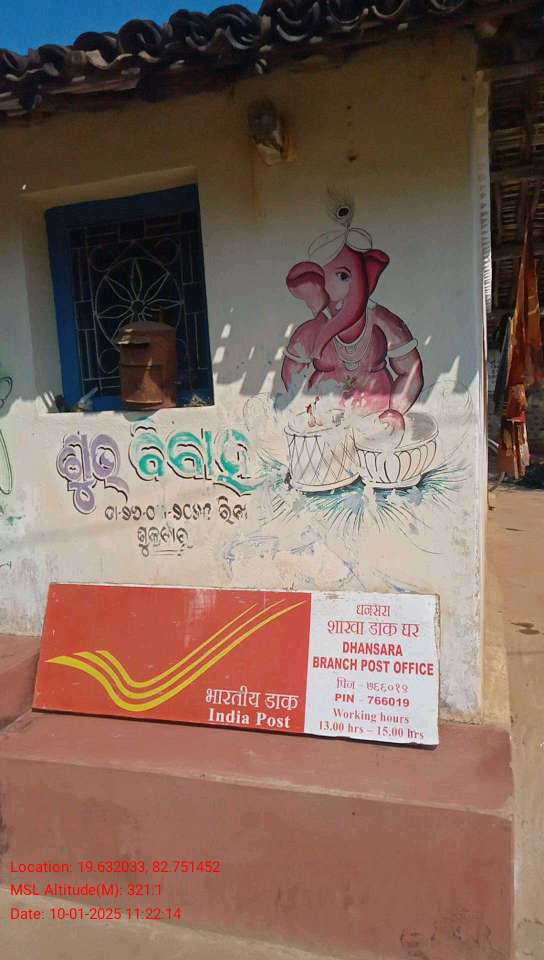 ଶୁଭ ବିବାହ
ଶୁକ୍ରବାର
भारतीय डाक
India Post
धनसरा
शाखा डाक घर
DHANSARA
BRANCH POST OFFICE
पिन - ७६६०१९
PIN - 766019
Working hours
13.00 hrs – 15.00 hrs
Location: 19.632033, 82.751452
MSL Altitude(M): 321.1
Date: 10-01-2025 11:22:14